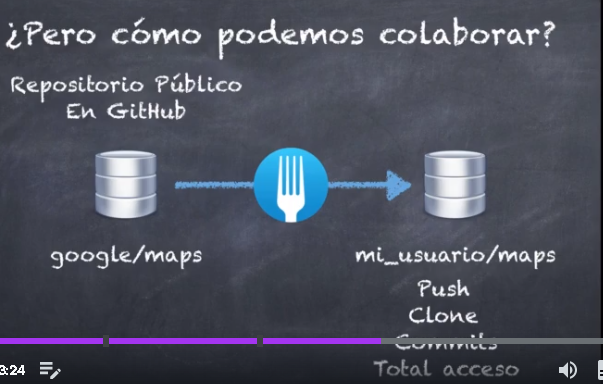 ¿Pero cómo podemos colaborar?
Repositorio Público
En GitHub
google/maps
mi_usuario/maps
Push
Clone
Commits
Total acceso
3:24